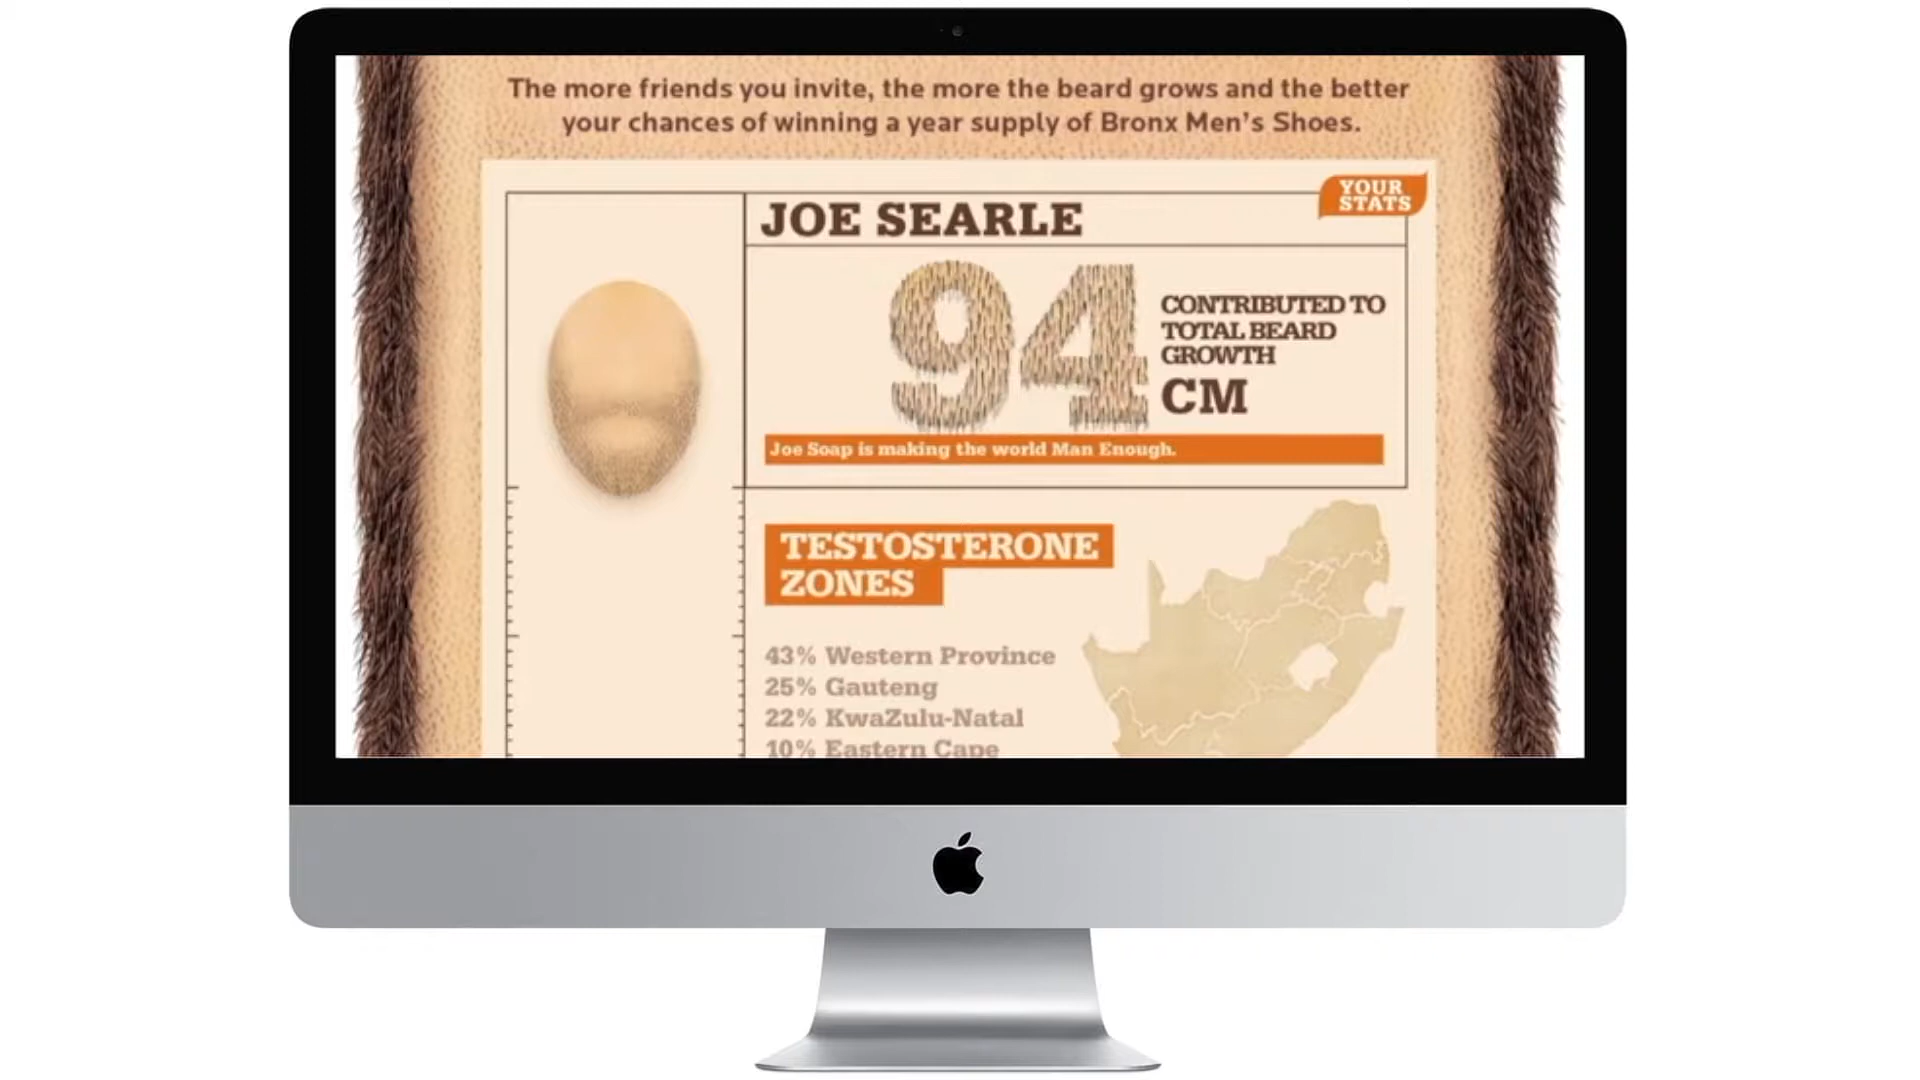 The more friends you invite, the more the beard grows and the better
your chances of winning a year supply of Bronx Men's Shoes.
YOUR
STATS
JOE SEARLE
94
CONTRIBUTED TO
TOTAL BEARD
GROWTH
CM
Joe Soap is making the world Man Enough.
TESTOSTERONE
ZONES
43% Western Province
25% Gauteng
22% KwaZulu-Natal
10% Eastern Cape